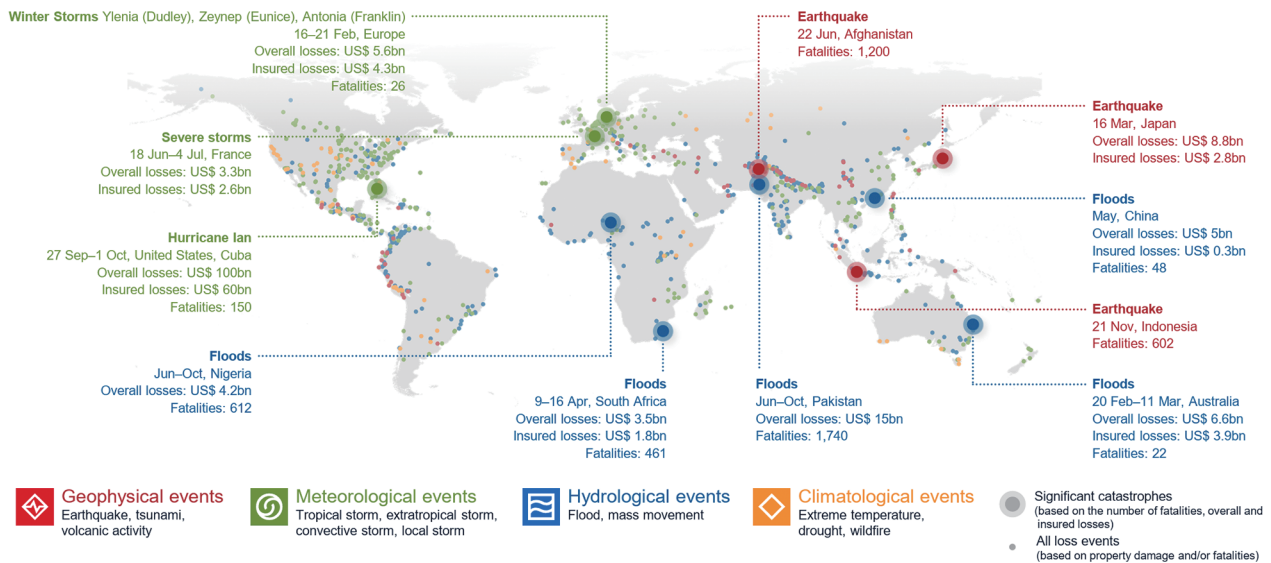 Winter Storms Ylenia (Dudley), Zeynep (Eunice), Antonia (Franklin)
16–21 Feb, Europe
Overall losses: US$ 5.6bn
Insured losses: US$ 4.3bn
Fatalities: 26
Severe storms
18 Jun–4 Jul, France
Overall losses: US$ 3.3bn
Insured losses: US$ 2.6bn
Hurricane Ian
27 Sep–1 Oct, United States, Cuba
Overall losses: US$ 100bn
Insured losses: US$ 60bn
Fatalities: 150
Floods
Jun–Oct, Nigeria
Overall losses: US$ 4.2bn
Fatalities: 612
Floods
9–16 Apr, South Africa
Overall losses: US$ 3.5bn
Insured losses: US$ 1.8bn
Fatalities: 461
Floods
Jun–Oct, Pakistan
Overall losses: US$ 15bn
Fatalities: 1,740
Earthquake
22 Jun, Afghanistan
Fatalities: 1,200
Earthquake
16 Mar, Japan
Overall losses: US$ 8.8bn
Insured losses: US$ 2.8bn
Floods
May, China
Overall losses: US$ 5bn
Insured losses: US$ 0.3bn
Fatalities: 48
Earthquake
21 Nov, Indonesia
Fatalities: 602
Floods
20 Feb–11 Mar, Australia
Overall losses: US$ 6.6bn
Insured losses: US$ 3.9bn
Fatalities: 22
Geophysical events
Earthquake, tsunami,
volcanic activity
Meteorological events
Tropical storm, extratropical storm,
convective storm, local storm
Hydrological events
Flood, mass movement
Climatological events
Extreme temperature,
drought, wildfire
Significant catastrophes
(based on the number of fatalities, overall and
insured losses)
All loss events
(based on property damage and/or fatalities)